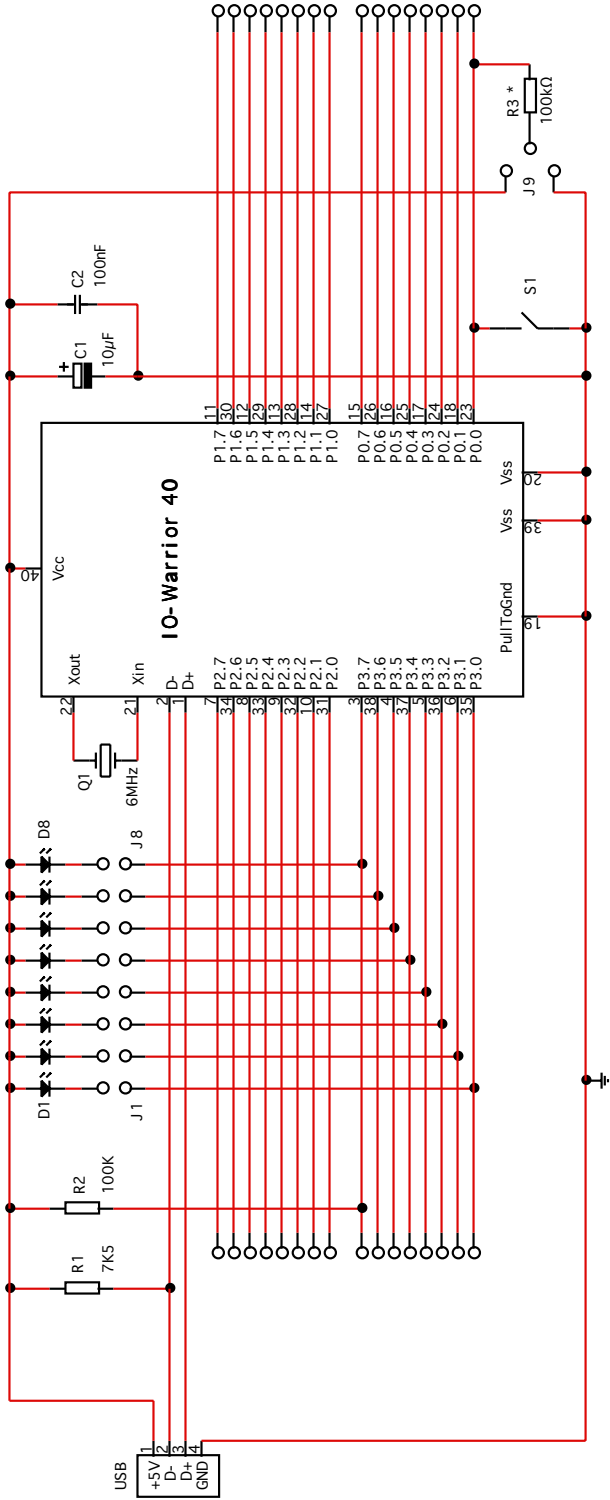 R3 *
100kΩ
J9
C2
100nF
S1
C1
+
10µF
11
30
12
29
13
28
14
27
15
26
16
25
17
24
18
23
P1.7
P1.6
P1.5
P1.4
P1.3
P1.2
P1.1
P1.0
P0.7
P0.6
P0.5
P0.4
P0.3
P0.2
P0.1
P0.0
Vss
20
Vss
39
IO-Warrior 40
Vcc
40
PullToGnd
19
Xout
Xin
D-
D+
P2.7
P2.6
P2.5
P2.4
P2.3
P2.2
P2.1
P2.0
P3.7
P3.6
P3.5
P3.4
P3.3
P3.2
P3.1
P3.0
22
21
2
1
7
34
8
33
9
32
10
31
3
38
4
37
5
36
6
35
Q1
6MHz
D8
J8
D1
J1
R2
100K
R1
7K5
USB
1
2
3
4
+5V
D-
D+
GND